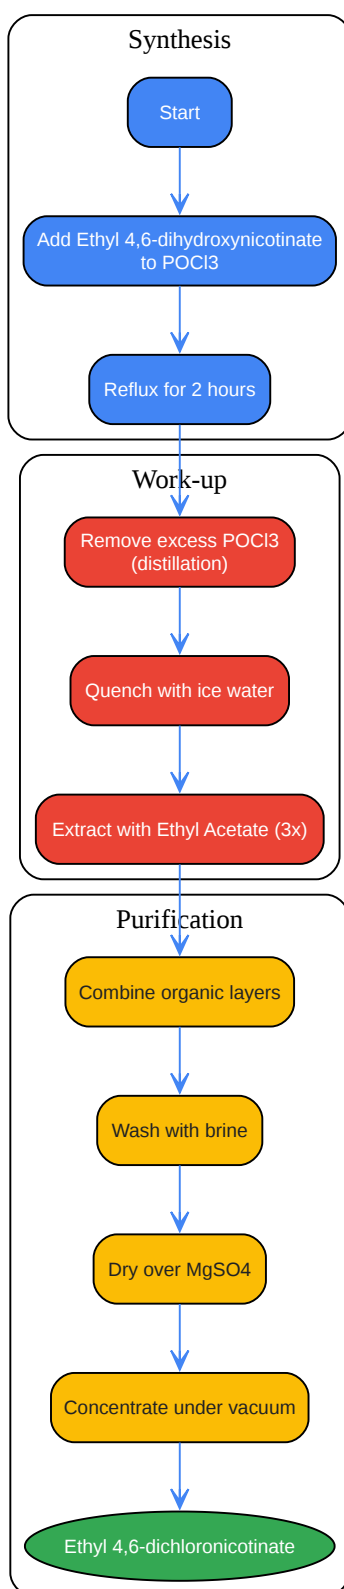 Synthesis
Start
Add Ethyl 4,6-dihydroxynicotinate
to POCl3
Reflux for 2 hours
Work-up
Remove excess POCl3
(distillation)
Quench with ice water
Extract with Ethyl Acetate (3x)
Purification
Combine organic layers
Wash with brine
Dry over MgSO4
Concentrate under vacuum
Ethyl 4,6-dichloronicotinate